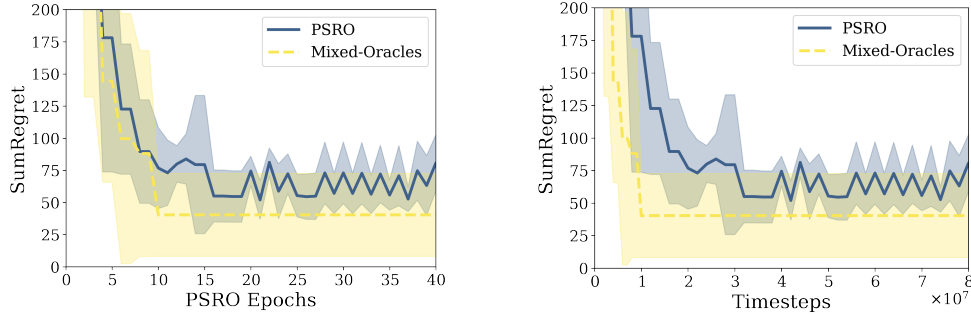 200
175
150
125
100
75
50
25
0
SumRegret
PSRO
Mixed-Oracles
0 5 10 15 20 25 30 35 40
PSRO Epochs
200
175
150
125
100
75
50
25
0
SumRegret
PSRO
Mixed-Oracles
0 1 2 3 4 5 6 7 8
×10⁷
Timesteps